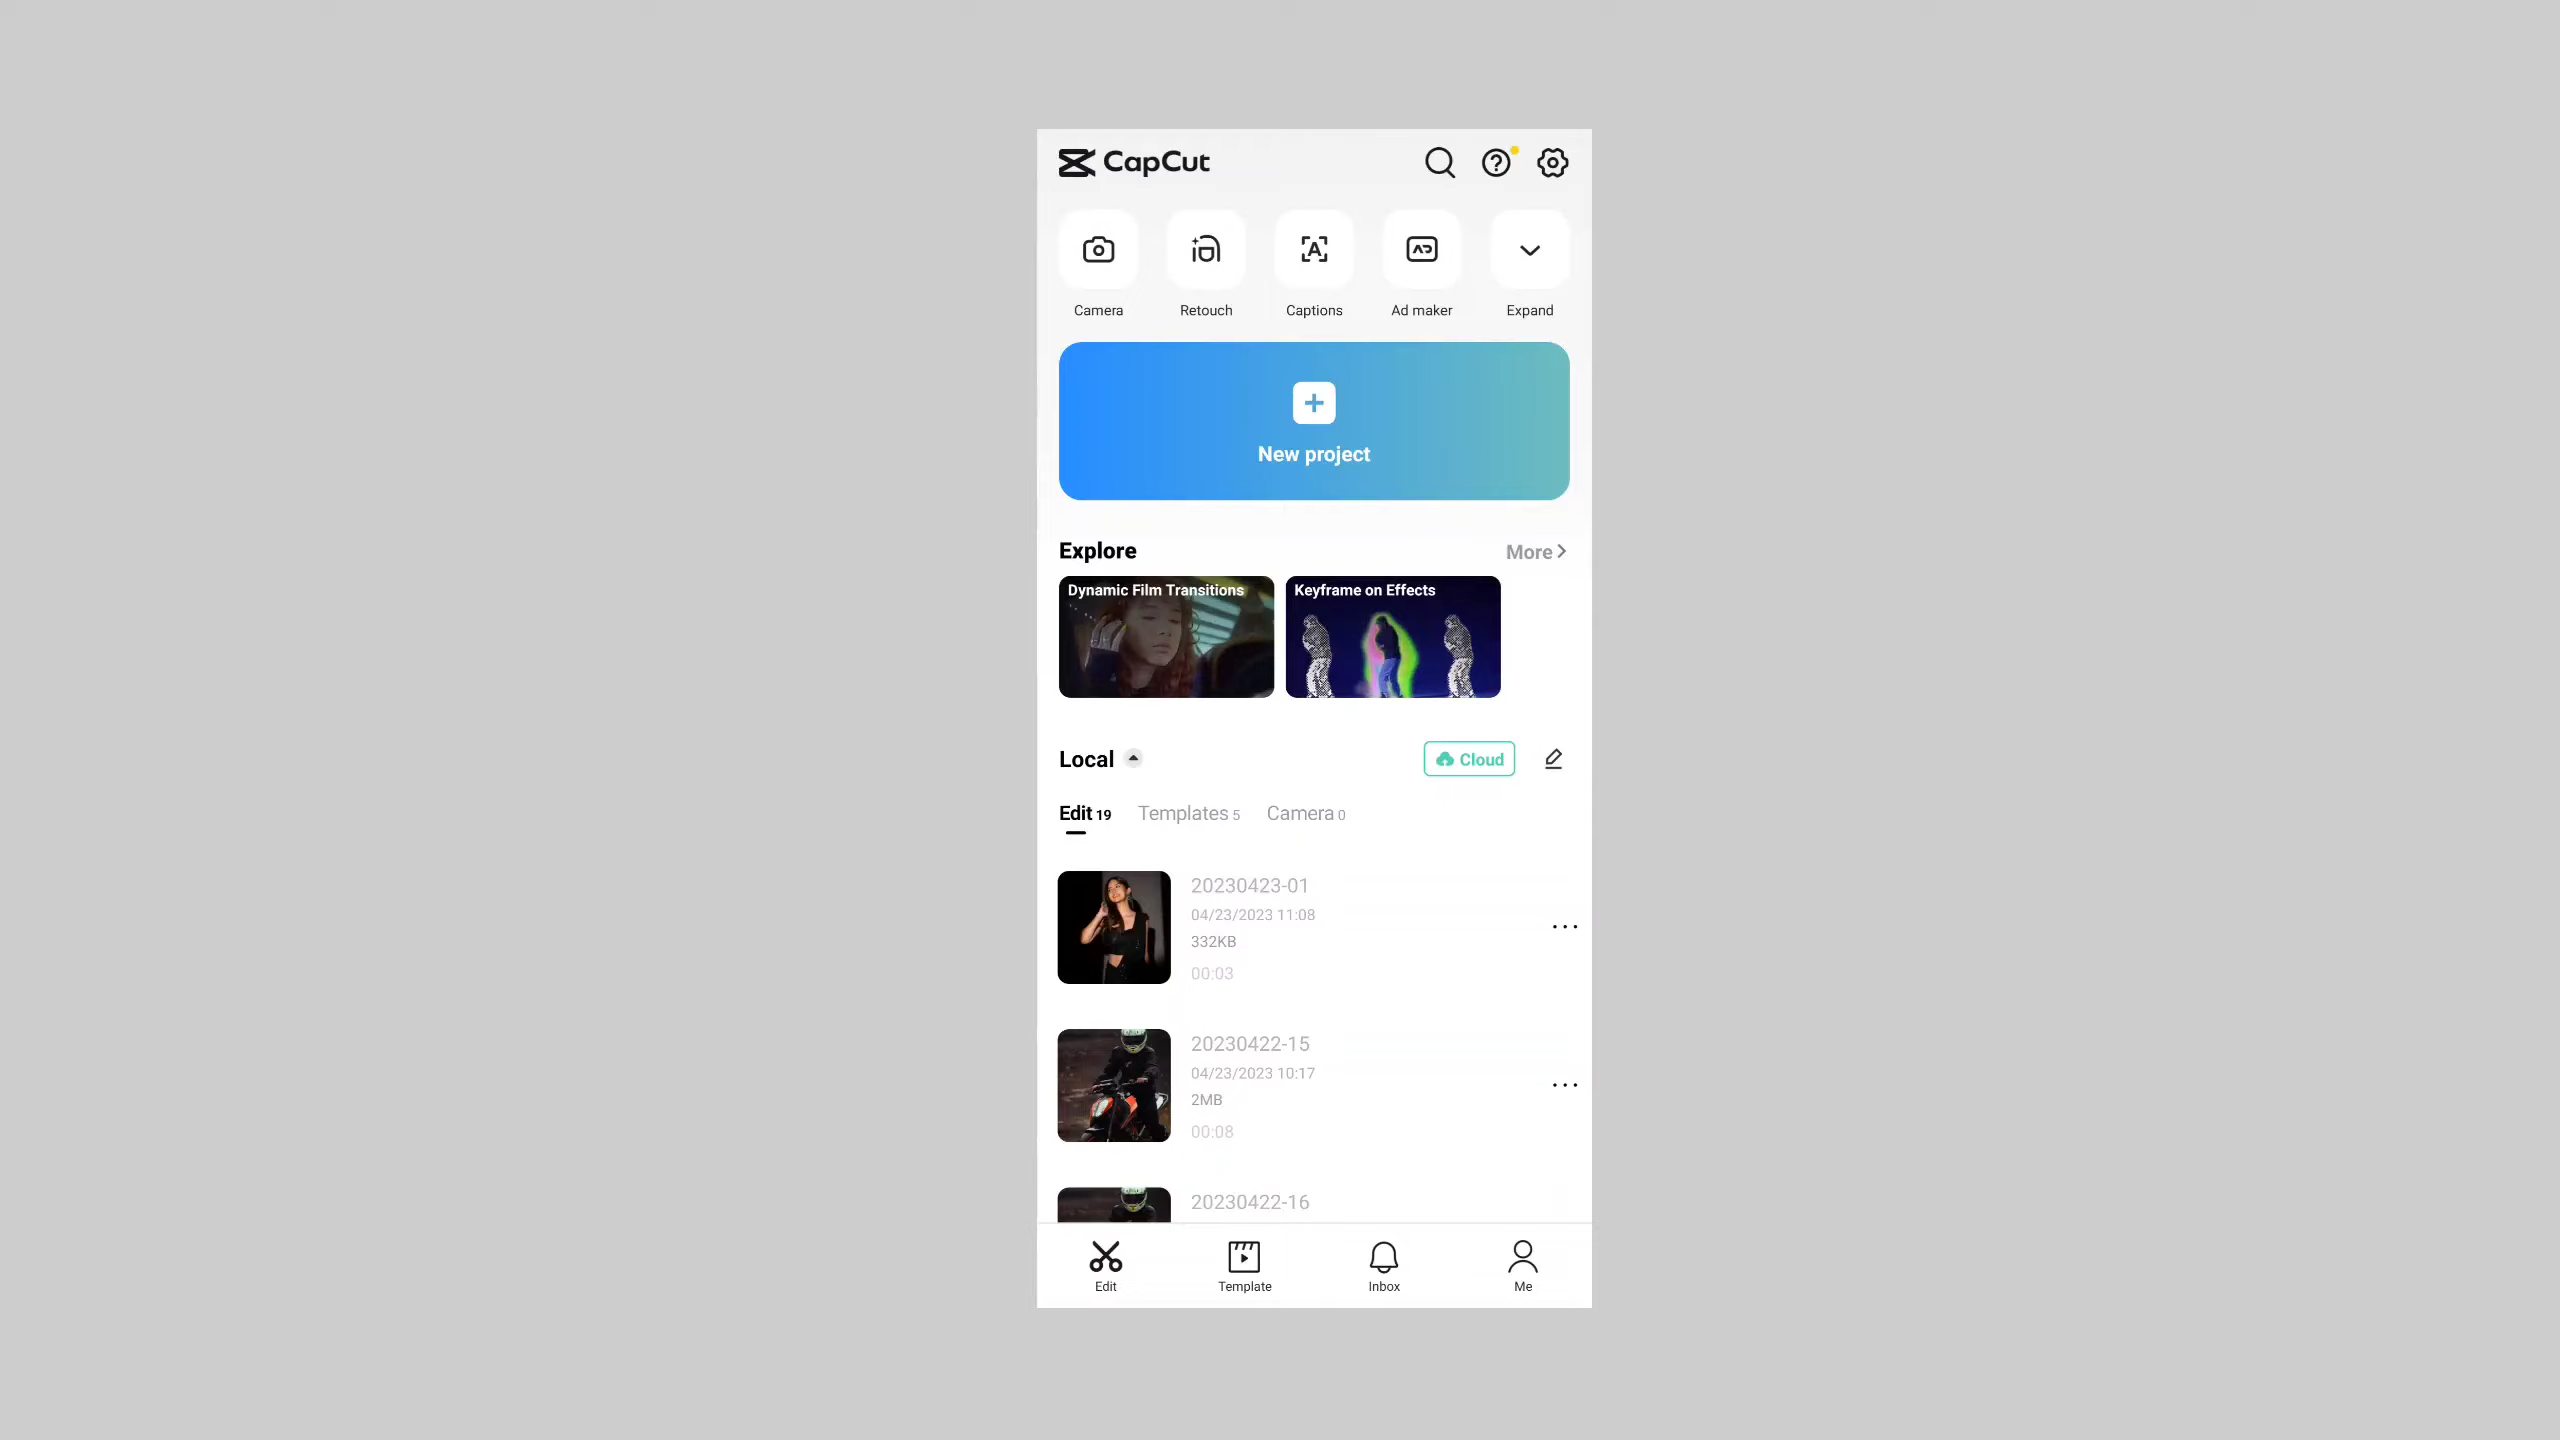 CapCut
Camera
Retouch
Captions
Ad maker
Expand
New project
Explore
More
Dynamic Film Transitions
Keyframe on Effects
Local
Cloud
Edit 19
Templates 5
Camera 0
20230423-01
04/23/2023 11:08
332KB
00:03
20230422-15
04/23/2023 10:17
2MB
00:08
20230422-16
Edit
Template
Inbox
Me